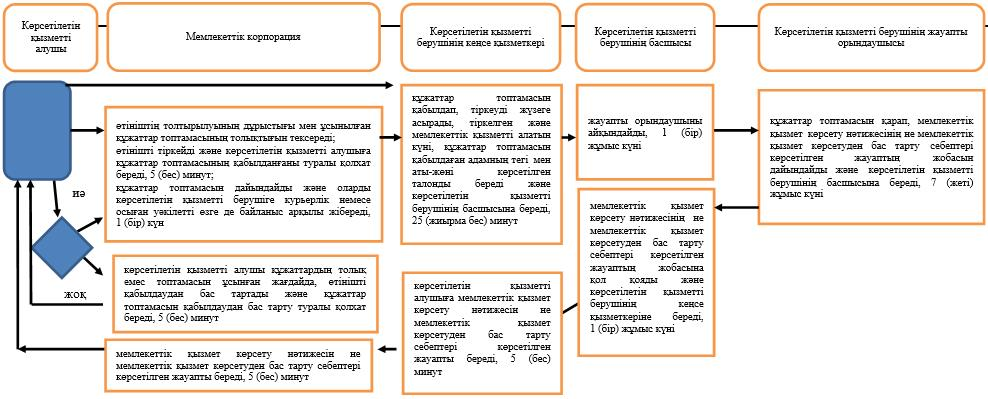 Көрсетілетін
қызметті
алушы
Мемлекеттік корпорация
Көрсетілетін қызметті
берушінің кеңсе қызметкері
Көрсетілетін қызметті
берушінің басшысы
Көрсетілетін қызметті берушінің жауапты
орындаушысы
өтініштің толтырылуының дұрыстығы мен ұсынылған
құжаттар топтамасының толықтығын тексереді;
өтінішті тіркейді және көрсетілетін қызметті алушыға
құжаттар топтамасының қабылданғаны туралы қолхат
береді, 5 (бес) минут;
құжаттар топтамасын дайындайды және оларды
көрсетілетін қызметті берушіге курьерлік немесе
осыған уәкілетті өзге де байланыс арқылы жібереді,
1 (бір) күн
құжаттар топтамасын
қабылдап, тіркеуді жүзеге
асырады, тіркелген және
мемлекеттік қызметті алатын
күні, құжаттар топтамасын
қабылдаған адамның тегі мен
аты-жөні көрсетілген
талонды береді және
көрсетілетін қызметті
берушінің басшысына береді,
25 (жиырма бес) минут
жауапты орындаушыны
айқындайды, 1 (бір)
жұмыс күні
құжаттар топтамасын қарап, мемлекеттік
қызмет көрсету нәтижесінің не мемлекеттік
қызмет көрсетуден бас тарту себептері
көрсетілген жауаптың жобасын
дайындайды және көрсетілетін қызметті
берушінің басшысына береді, 7 (жеті)
жұмыс күні
иә
мемлекеттік қызмет
көрсету нәтижесінің не
мемлекеттік қызмет
көрсетуден бас тарту
себептері көрсетілген
жауаптың жобасына
қол қояды және
көрсетілетін қызметті
берушінің кеңсе
қызметкеріне береді,
1 (бір) жұмыс күні
жоқ
көрсетілетін қызметті алушы құжаттардың толық
емес топтамасын ұсынған жағдайда, өтінішті
қабылдаудан бас тартады және құжаттар
топтамасын қабылдаудан бас тарту туралы қолхат
береді, 5 (бес) минут
көрсетілетін қызметті
алушыға мемлекеттік қызмет
көрсету нәтижесін не
мемлекеттік қызмет
көрсетуден бас тарту
себептері көрсетілген
жауапты береді, 5 (бес)
минут
мемлекеттік қызмет көрсету нәтижесін не
мемлекеттік қызмет көрсетуден бас тарту себептері
көрсетілген жауапты береді, 5 (бес) минут